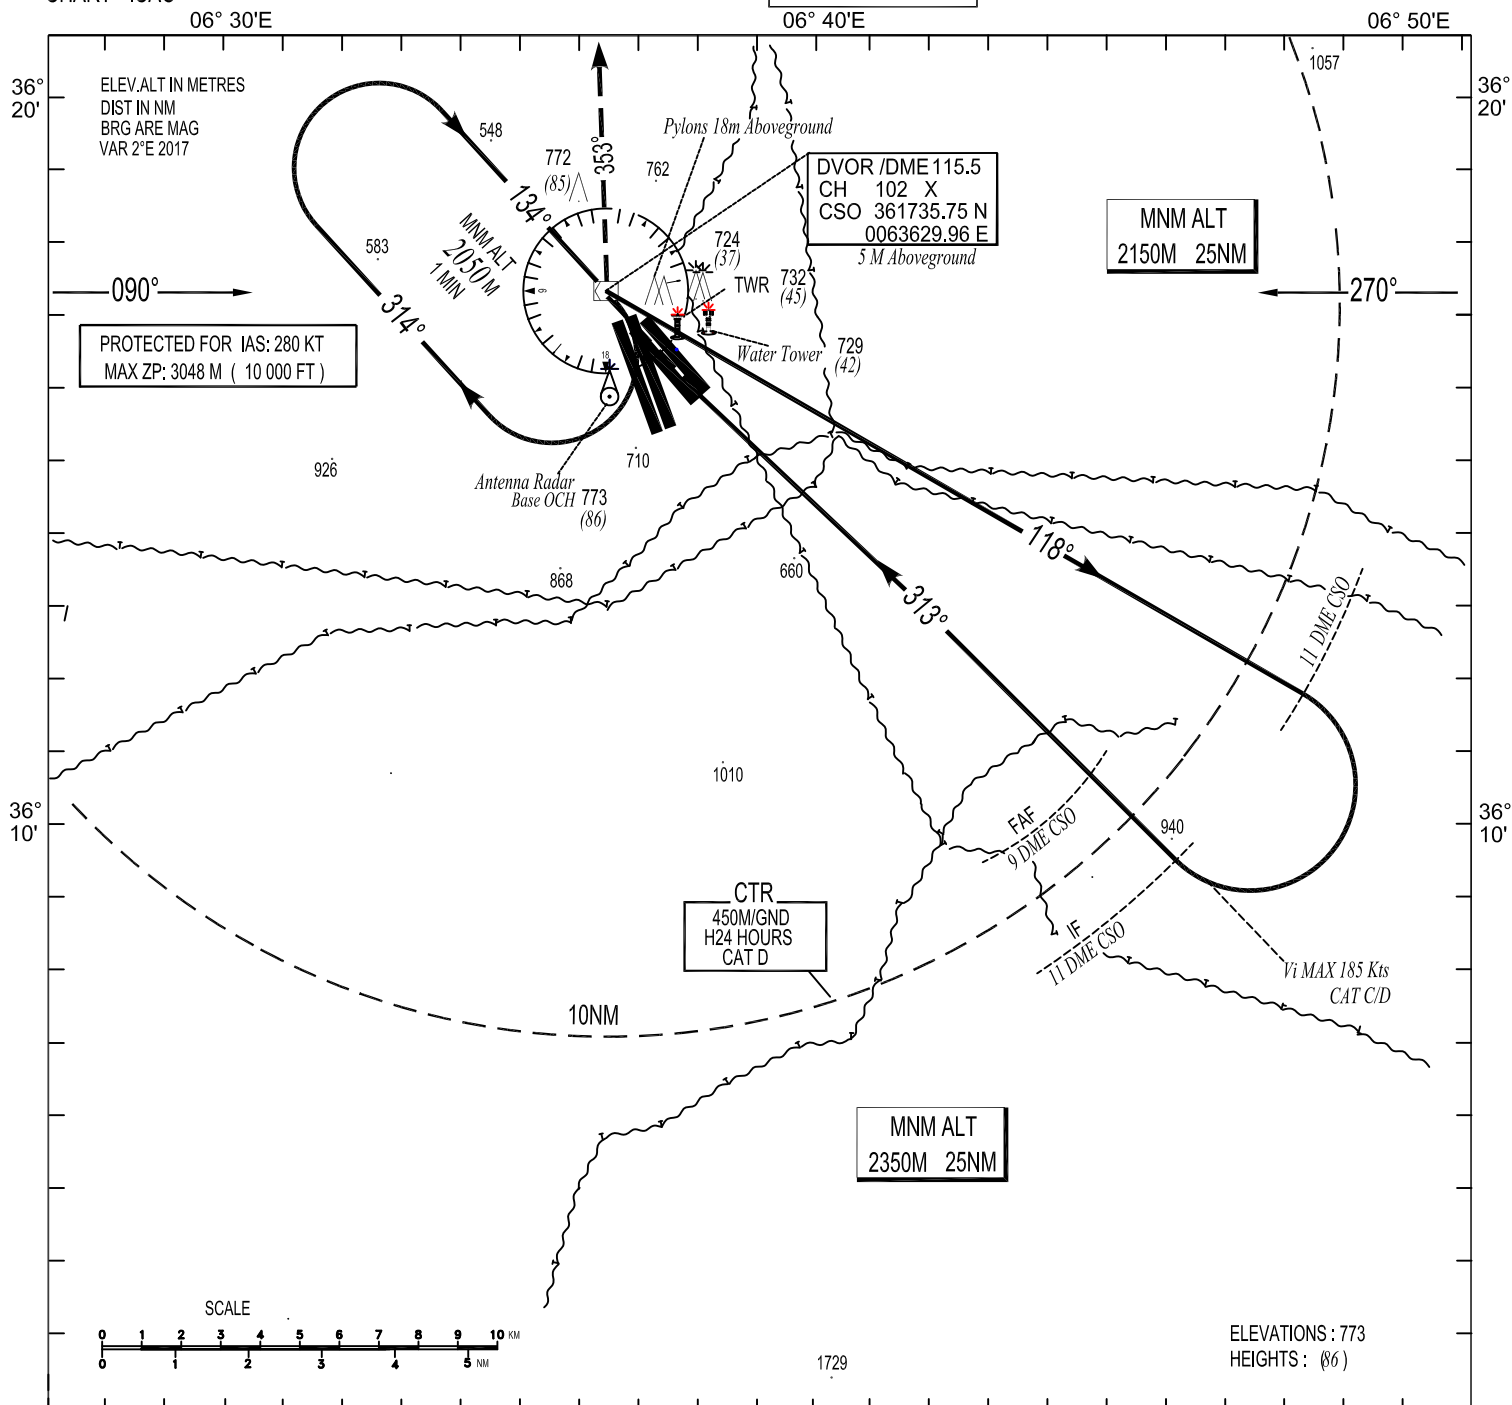 06° 30'E
06° 40'E
06° 50'E
36°
20'
36°
20'
ELEV.ALT IN METRES
DIST IN NM
BRG ARE MAG
VAR 2°E 2017
1057
548
Pylons 18m Aboveground
353°
772
(85)
762
DVOR /DME 115.5
CH 102 X
CSO 361735.75 N
0063629.96 E
5 M Aboveground
134°
MNM ALT
2050 M
1 MIN
MNM ALT
2150M 25NM
583
724
(37)
TWR
732
(45)
090°
270°
314°
PROTECTED FOR IAS: 280 KT
MAX ZP: 3048 M ( 10 000 FT )
9
18
Water Tower
729
(42)
926
710
Antenna Radar
Base OCH
773
(86)
118°
868
660
313°
11 DME CSO
1010
36°
10'
36°
10'
FAF
9 DME CSO
940
CTR
450M/GND
H24 HOURS
CAT D
IF
11 DME CSO
Vi MAX 185 Kts
CAT C/D
10NM
MNM ALT
2350M 25NM
SCALE
0 1 2 3 4 5 6 7 8 9 10 KM
0 1 2 3 4 5 NM
1729
ELEVATIONS : 773
HEIGHTS : (86 )